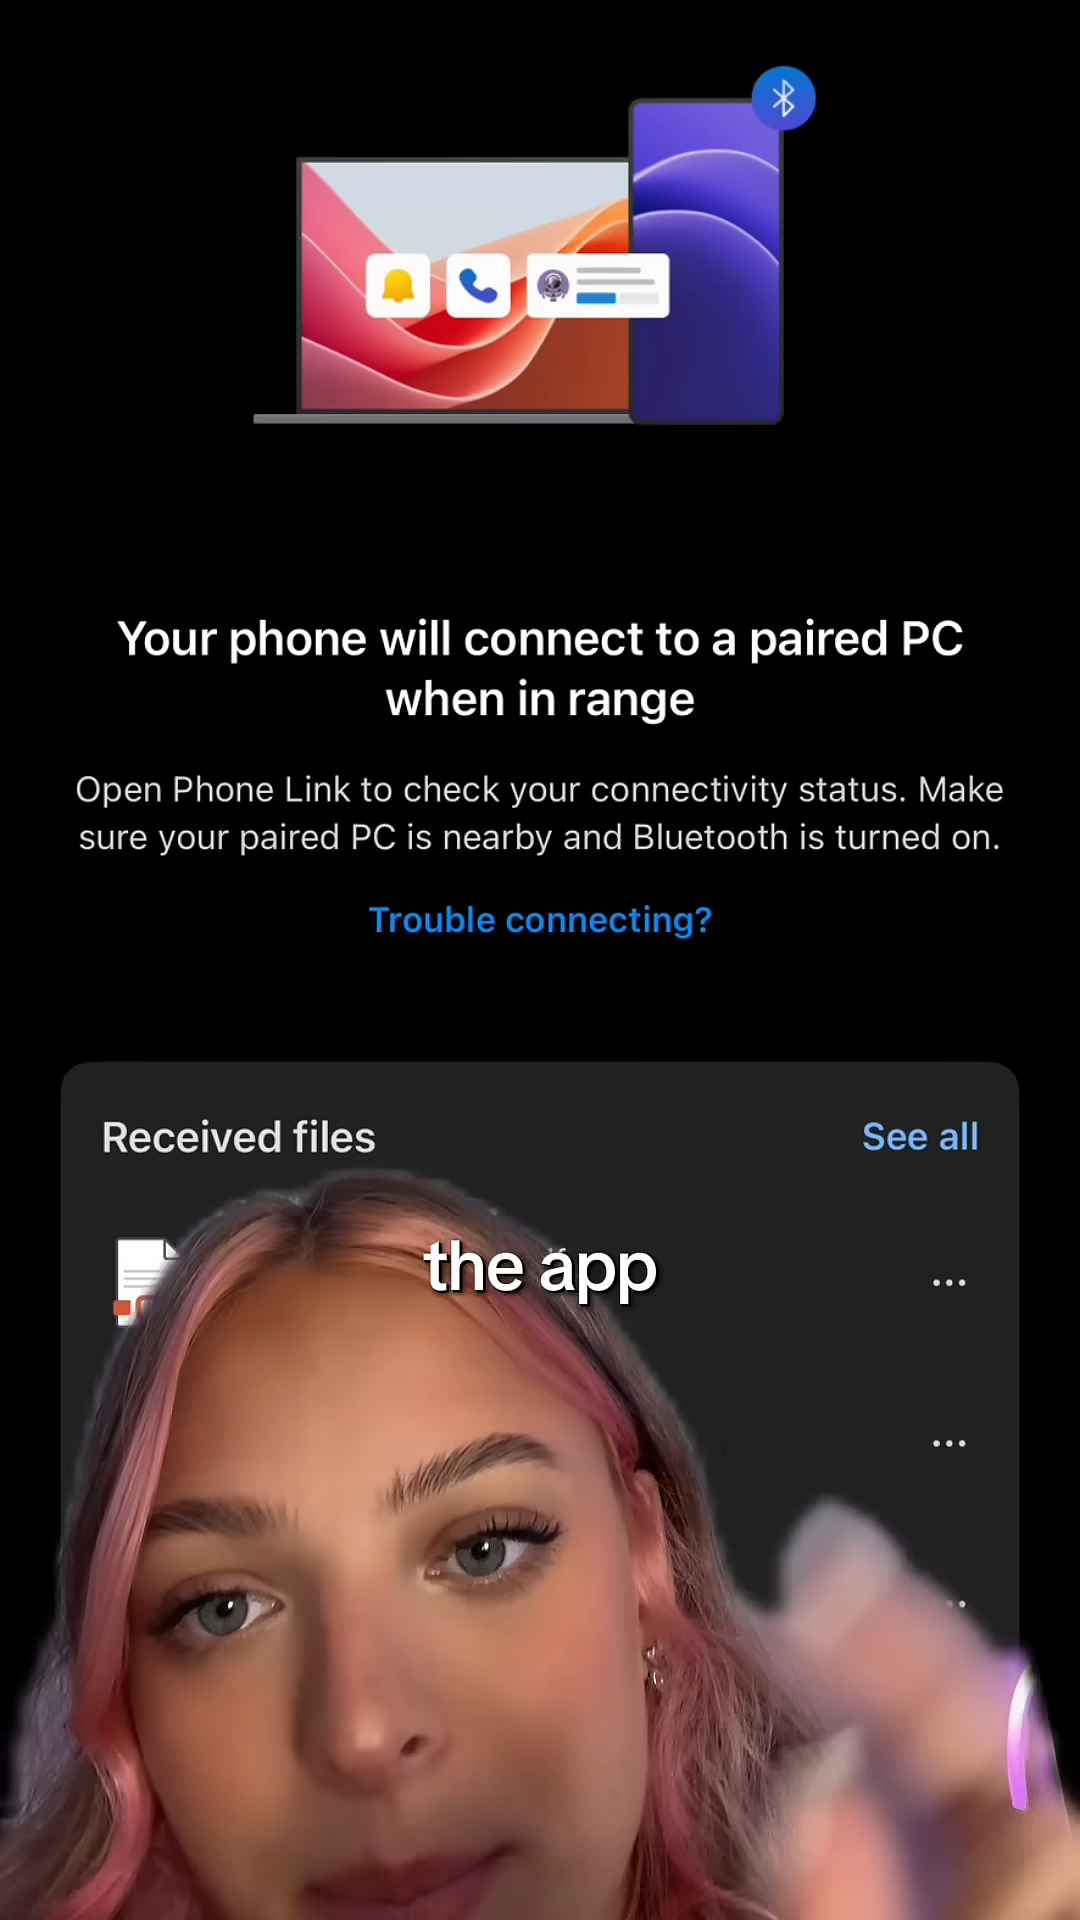 Your phone will connect to a paired PC
when in range
Open Phone Link to check your connectivity status. Make
sure your paired PC is nearby and Bluetooth is turned on.
Trouble connecting?
Received files
See all
the app